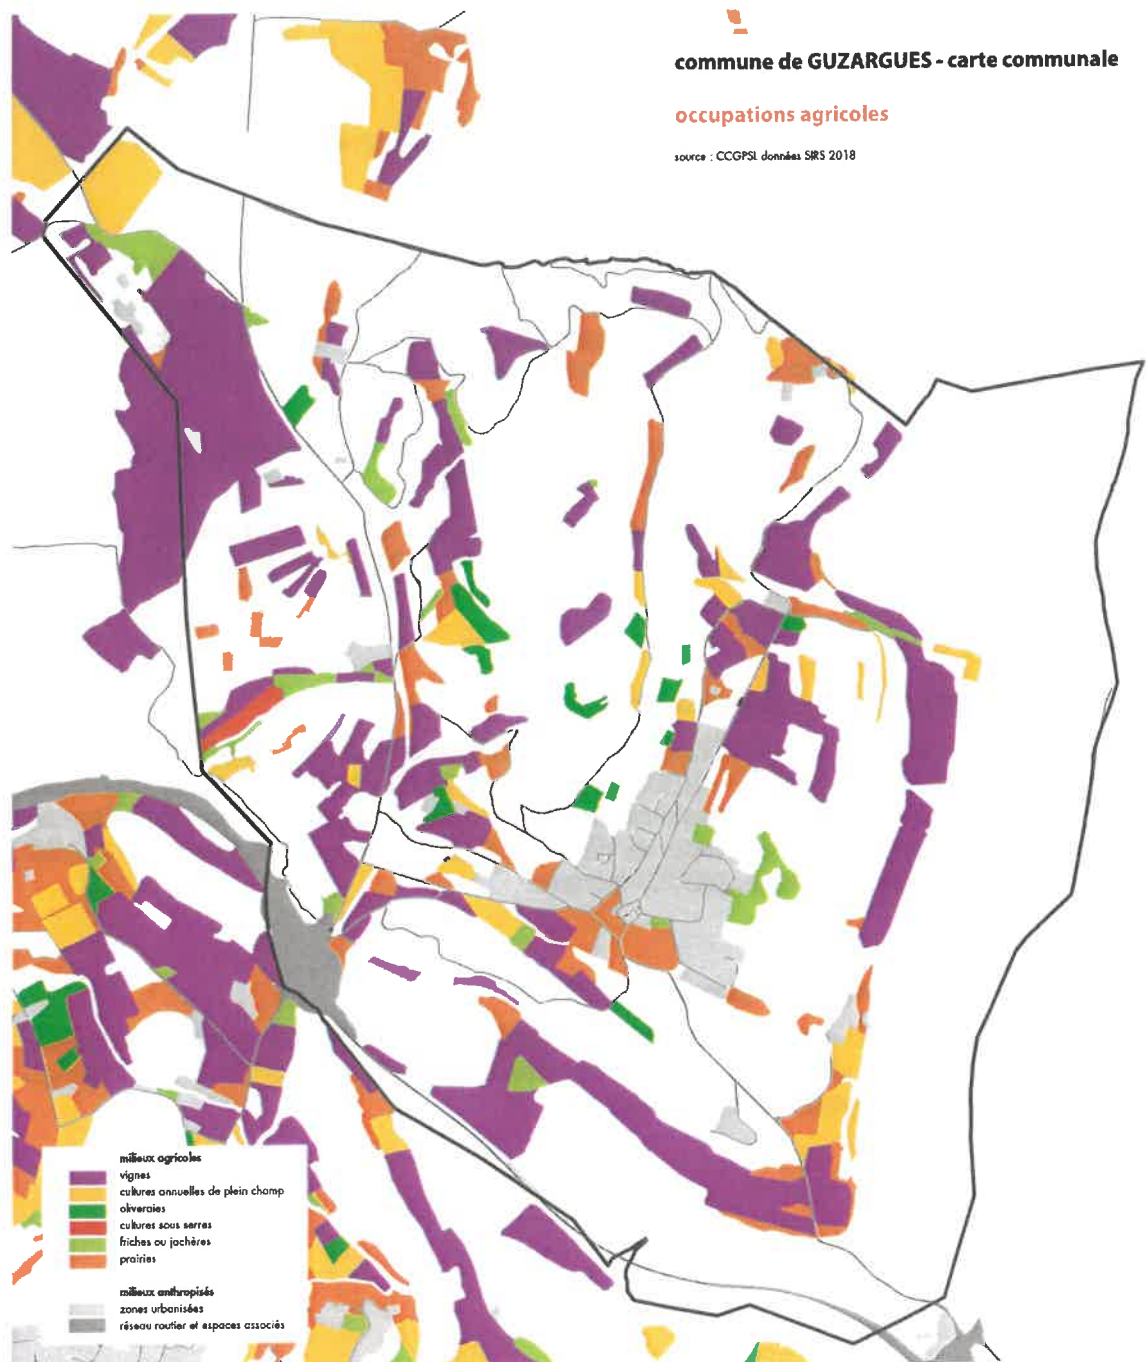 commune de GUZARGUES - carte communale
occupations agricoles
source : CCGPSL données SIRS 2018
milieux agricoles
vignes
cultures annuelles de plein champ
oliveraies
cultures sous serres
friches ou jachères
prairies
milieux anthropisés
zones urbanisées
réseau routier et espaces associés